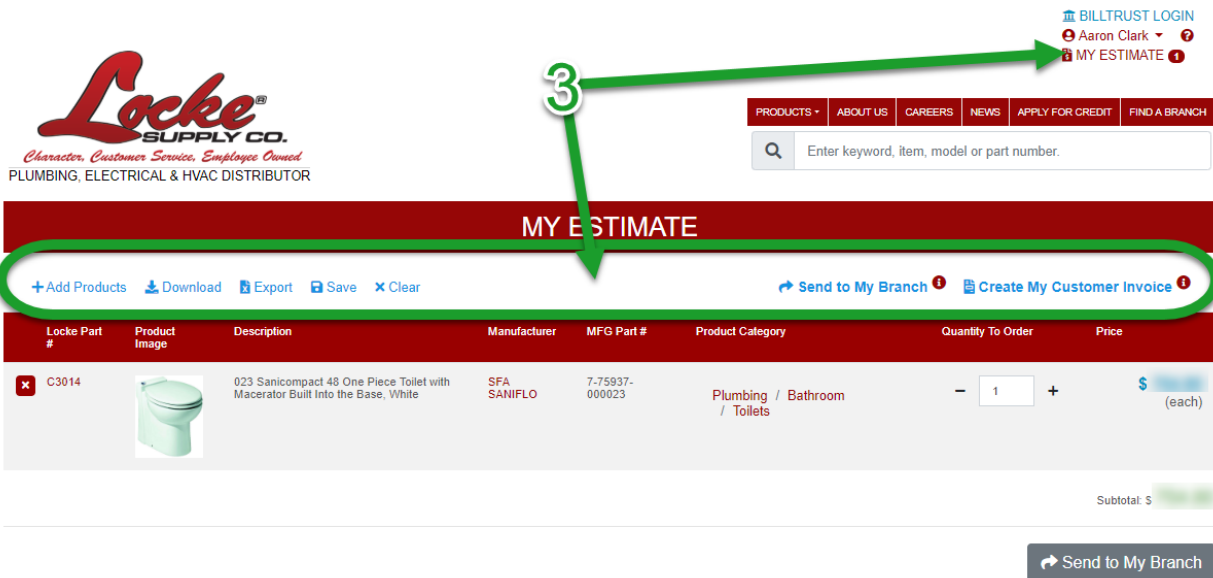 BILLTRUST LOGIN
Aaron Clark
MY ESTIMATE 1
3
Locke®
SUPPLY CO.
Character, Customer Service, Employee Owned
PLUMBING, ELECTRICAL & HVAC DISTRIBUTOR
PRODUCTS ABOUT US CAREERS NEWS APPLY FOR CREDIT FIND A BRANCH
Enter keyword, item, model or part number.
MY ESTIMATE
+Add Products Download Export Save Clear Send to My Branch Create My Customer Invoice
Locke Part # Product Image Description Manufacturer MFG Part # Product Category Quantity To Order Price
C3014
023 Sanicompact 48 One Piece Toilet with
Macerator Built Into the Base, White
SFA
SANIFLO
7-75937-
000023
Plumbing / Bathroom
/ Toilets
− 1 +
$
(each)
Subtotal: $
Send to My Branch